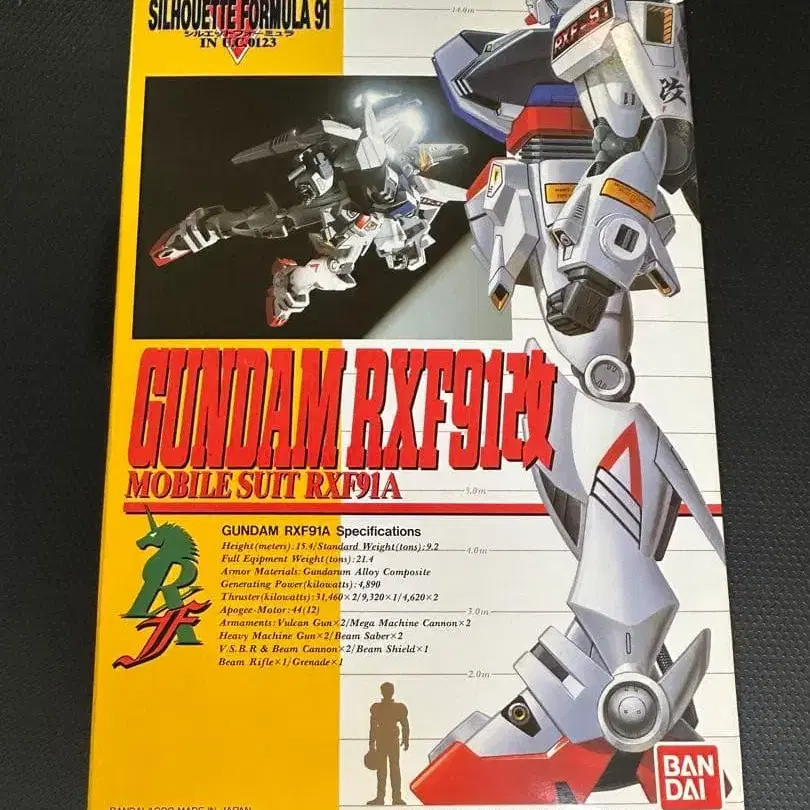 SILHOUETTE FORMULA 91
シルエットフォーミュラ
IN U.C.0123
14.0m
RXF-91
改
GUNDAM RXF91改
MOBILE SUIT RXF91A
5.0m
GUNDAM RXF91A Specifications
Height(meters):15.4/Standard Weight(tons):9.2
Full Eqipment Weight(tons):21.4
Armor Materials:Gundarum Alloy Composite
Generating Power(kilowatts):4,890
Thruster(kilowatts):31,460×2/9,320×1/4,620×2
Apogee-Motor:44(12)
Armaments:Vulcan Gun×2/Mega Machine Cannon×2
Heavy Machine Gun×2/Beam Saber×2
V.S.B.R & Beam Cannon×2/Beam Shield×1
Beam Rifle×1/Grenade×1
4.0m
3.0m
2.0m
RF
BAN
DAI
MADE IN JAPAN